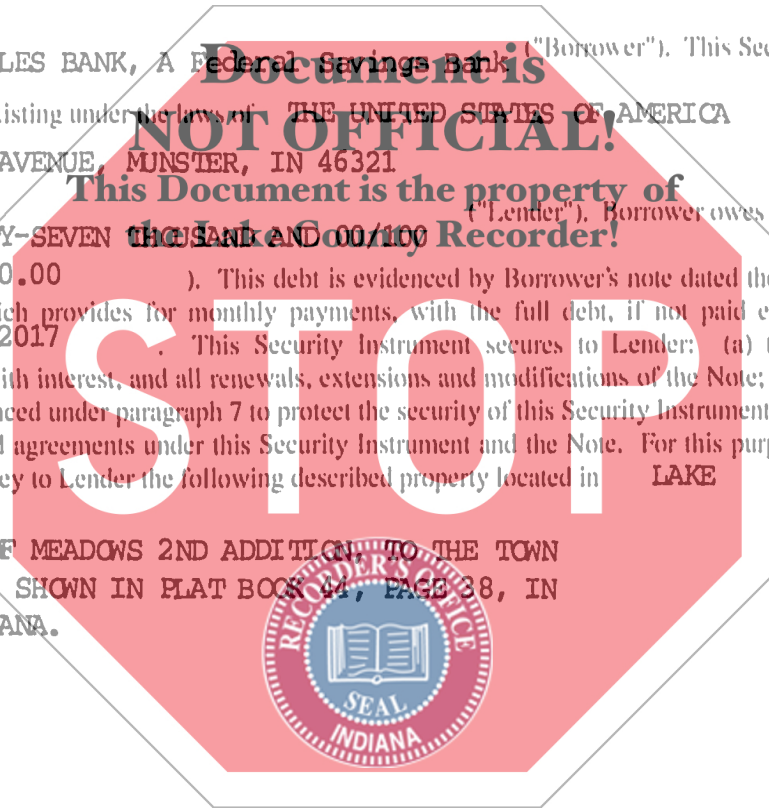 ("Borrower"). This Sec
LES BANK, A Federal Savings Bank
Document is
isting under the laws of THE UNITED STATES OF AMERICA
NOT OFFICIAL!
AVENUE, MUNSTER, IN 46321
This Document is the property of
("Lender"). Borrower owes
Y-SEVEN THOUSAND AND 00/100
the Lake County Recorder!
0.00 ). This debt is evidenced by Borrower's note dated the
ich provides for monthly payments, with the full debt, if not paid e
2017 . This Security Instrument secures to Lender: (a) t
ith interest, and all renewals, extensions and modifications of the Note;
nced under paragraph 7 to protect the security of this Security Instrument
d agreements under this Security Instrument and the Note. For this purp
ey to Lender the following described property located in LAKE
STOP
F MEADOWS 2ND ADDITION, TO THE TOWN
SHOWN IN PLAT BOOK 44, PAGE 38, IN
ANA.
RECORDER'S OFFICE
SEAL
INDIANA